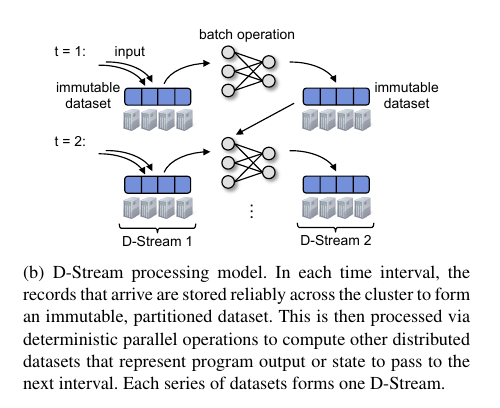 batch operation
t = 1:
input
immutable
dataset
immutable
dataset
t = 2:
D-Stream 1
D-Stream 2
(b) D-Stream processing model. In each time interval, the
records that arrive are stored reliably across the cluster to form
an immutable, partitioned dataset. This is then processed via
deterministic parallel operations to compute other distributed
datasets that represent program output or state to pass to the
next interval. Each series of datasets forms one D-Stream.